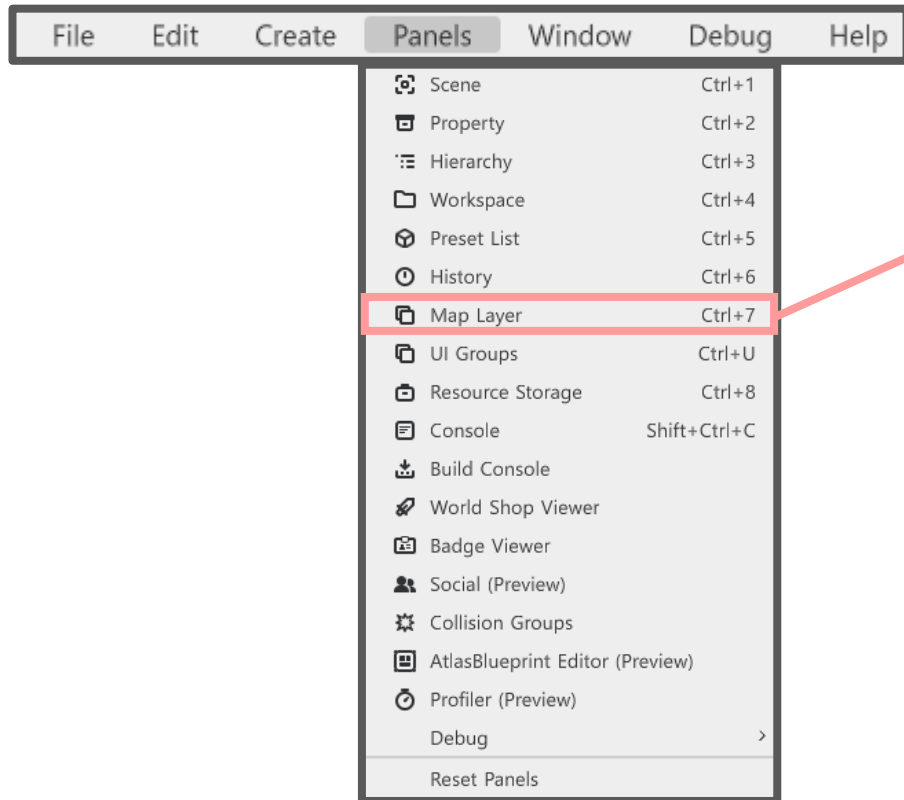 File Edit Create Panels Window Debug Help
Scene Ctrl+1
Property Ctrl+2
Hierarchy Ctrl+3
Workspace Ctrl+4
Preset List Ctrl+5
History Ctrl+6
Map Layer Ctrl+7
UI Groups Ctrl+U
Resource Storage Ctrl+8
Console Shift+Ctrl+C
Build Console
World Shop Viewer
Badge Viewer
Social (Preview)
Collision Groups
AtlasBlueprint Editor (Preview)
Profiler (Preview)
Debug
Reset Panels